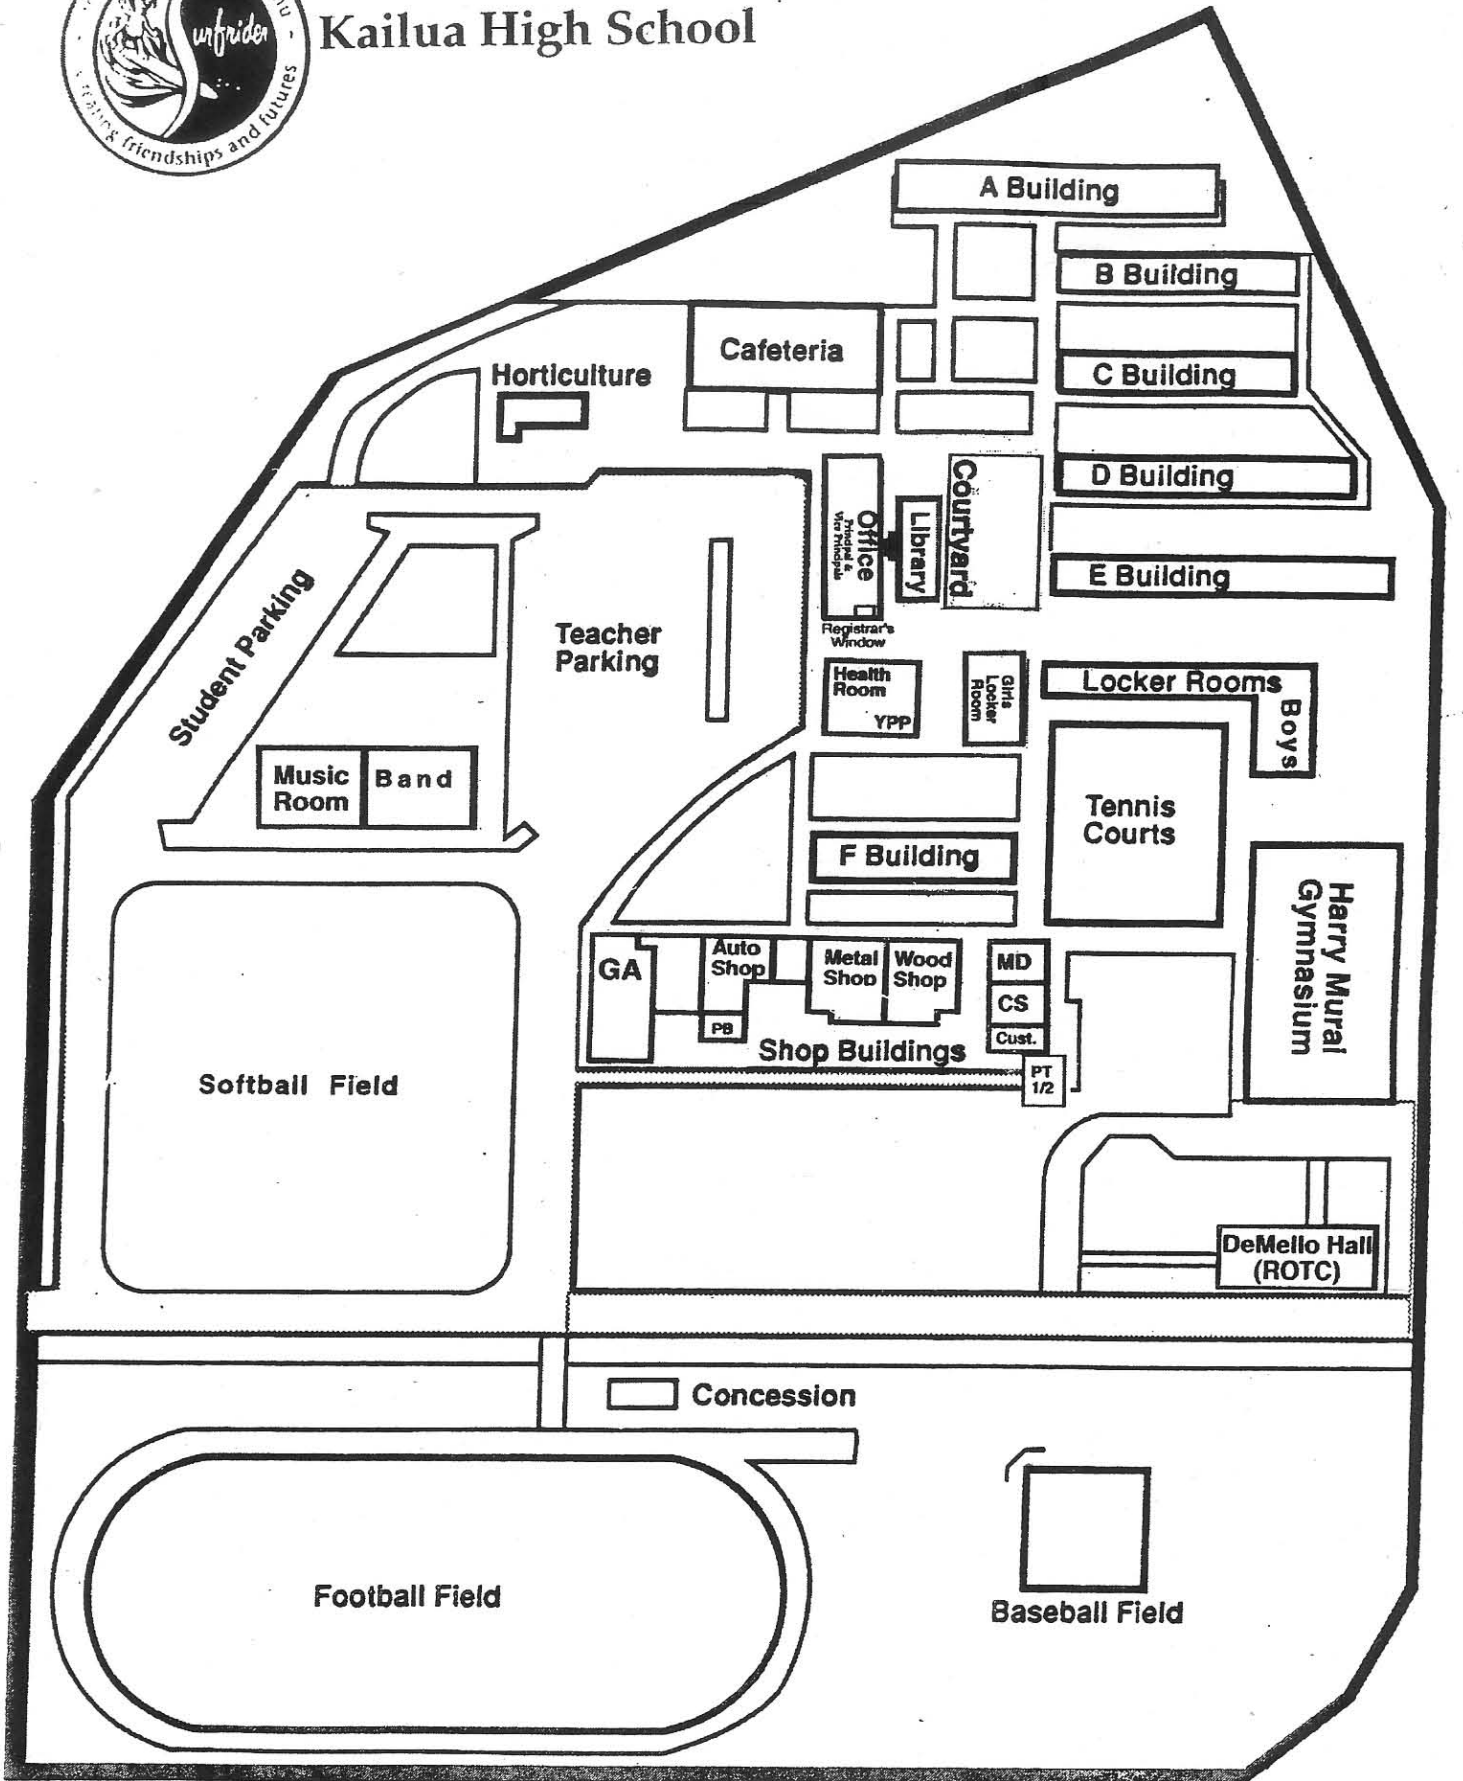 Surfrider
friendships and futures
Kailua High School
A Building
B Building
Cafeteria
C Building
Horticulture
D Building
Courtyard
Office
Principal &
Vice Principals
Library
E Building
Student Parking
Teacher
Parking
Registrar's
Window
Health
Room
YPP
Girls
Locker
Room
Locker Rooms
Boys
Music
Room
Band
Tennis
Courts
F Building
Harry Murai
Gymnasium
GA
Auto
Shop
Metal
Shop
Wood
Shop
MD
CS
PB
Cust.
Shop Buildings
PT
1/2
Softball Field
DeMello Hall
(ROTC)
Concession
Football Field
Baseball Field